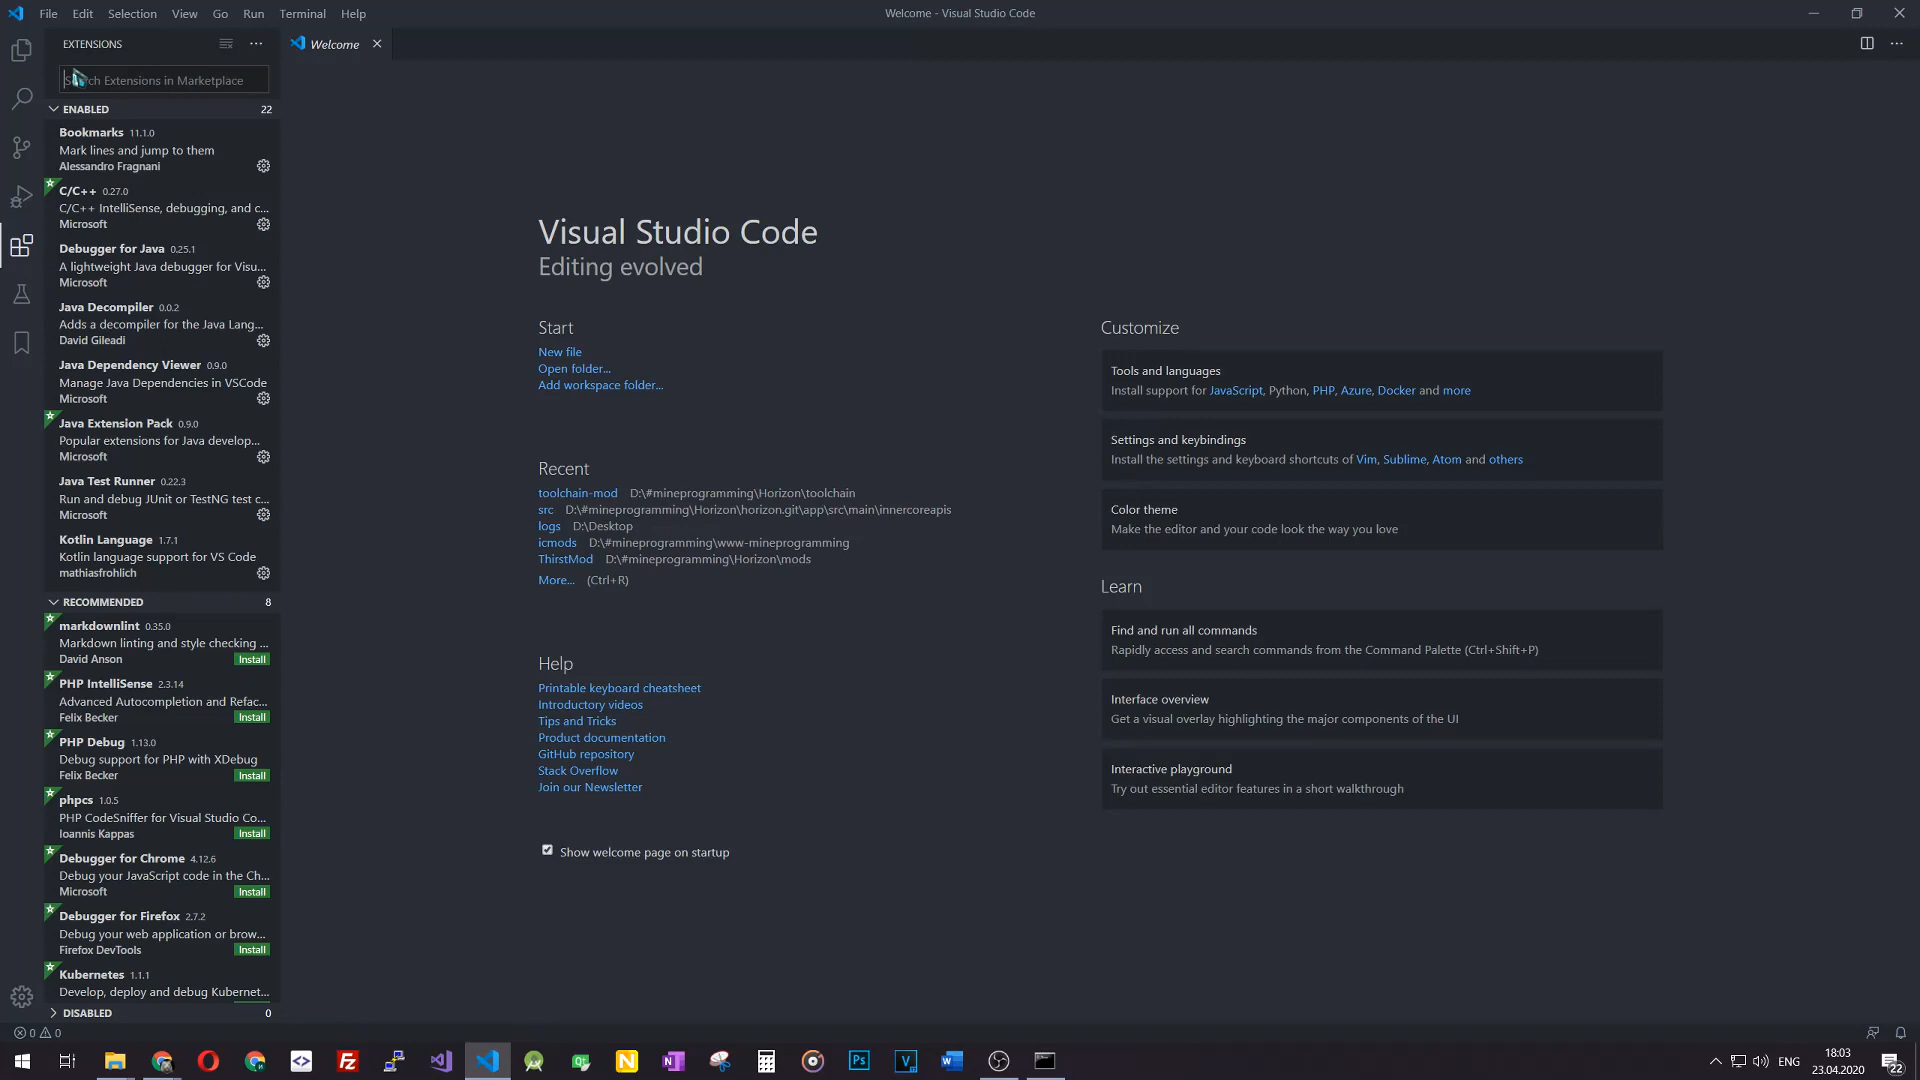 File Edit Selection View Go Run Terminal Help
Welcome - Visual Studio Code
EXTENSIONS
Welcome
ch Extensions in Marketplace
ENABLED 22
Bookmarks 11.1.0
Mark lines and jump to them
Alessandro Fragnani
C/C++ 0.27.0
C/C++ IntelliSense, debugging, and c...
Microsoft
Debugger for Java 0.25.1
A lightweight Java debugger for Visu...
Microsoft
Java Decompiler 0.0.2
Adds a decompiler for the Java Lang...
David Gileadi
Java Dependency Viewer 0.9.0
Manage Java Dependencies in VSCode
Microsoft
Java Extension Pack 0.9.0
Popular extensions for Java develop...
Microsoft
Java Test Runner 0.22.3
Run and debug JUnit or TestNG test c...
Microsoft
Kotlin Language 1.7.1
Kotlin language support for VS Code
mathiasfrohlich
RECOMMENDED 8
markdownlint 0.35.0
Markdown linting and style checking ...
David Anson Install
PHP IntelliSense 2.3.14
Advanced Autocompletion and Refac...
Felix Becker Install
PHP Debug 1.13.0
Debug support for PHP with XDebug
Felix Becker Install
phpcs 1.0.5
PHP CodeSniffer for Visual Studio Co...
Ioannis Kappas Install
Debugger for Chrome 4.12.6
Debug your JavaScript code in the Ch...
Microsoft Install
Debugger for Firefox 2.7.2
Debug your web application or brow...
Firefox DevTools Install
Kubernetes 1.1.1
Develop, deploy and debug Kubernet...
DISABLED 0
Visual Studio Code
Editing evolved
Start
New file
Open folder...
Add workspace folder...
Recent
toolchain-mod D:\#mineprogramming\Horizon\toolchain
src D:\#mineprogramming\Horizon\horizon.git\app\src\main\innercoreapis
logs D:\Desktop
icmods D:\#mineprogramming\www-mineprogramming
ThirstMod D:\#mineprogramming\Horizon\mods
More... (Ctrl+R)
Help
Printable keyboard cheatsheet
Introductory videos
Tips and Tricks
Product documentation
GitHub repository
Stack Overflow
Join our Newsletter
Show welcome page on startup
Customize
Tools and languages
Install support for JavaScript, Python, PHP, Azure, Docker and more
Settings and keybindings
Install the settings and keyboard shortcuts of Vim, Sublime, Atom and others
Color theme
Make the editor and your code look the way you love
Learn
Find and run all commands
Rapidly access and search commands from the Command Palette (Ctrl+Shift+P)
Interface overview
Get a visual overlay highlighting the major components of the UI
Interactive playground
Try out essential editor features in a short walkthrough
0 0
ENG
18:03
23.04.2020
22